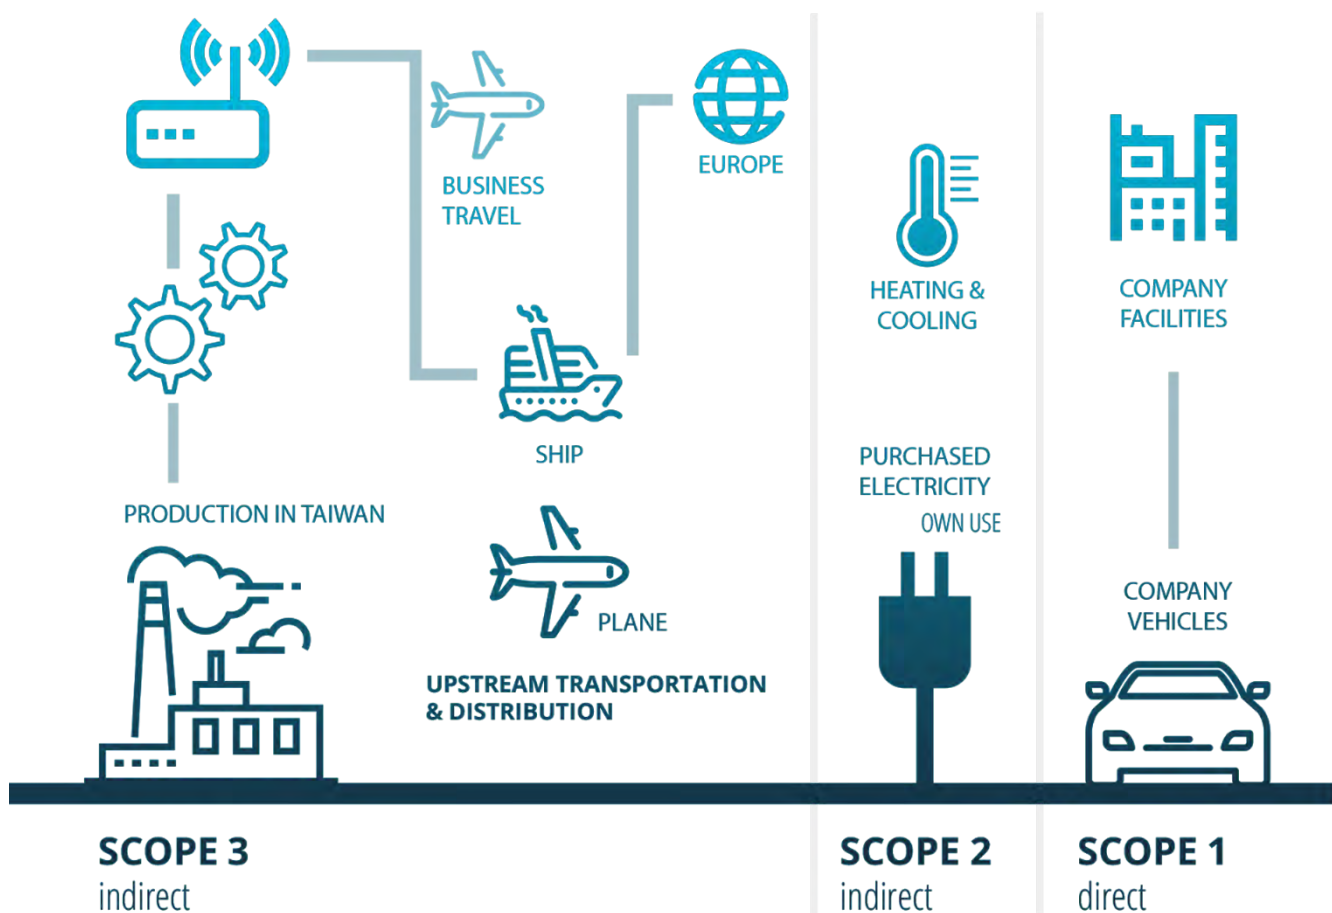 BUSINESS
TRAVEL
EUROPE
SHIP
PRODUCTION IN TAIWAN
PLANE
UPSTREAM TRANSPORTATION
& DISTRIBUTION
SCOPE 3
indirect
HEATING &
COOLING
PURCHASED
ELECTRICITY
OWN USE
SCOPE 2
indirect
COMPANY
FACILITIES
COMPANY
VEHICLES
SCOPE 1
direct